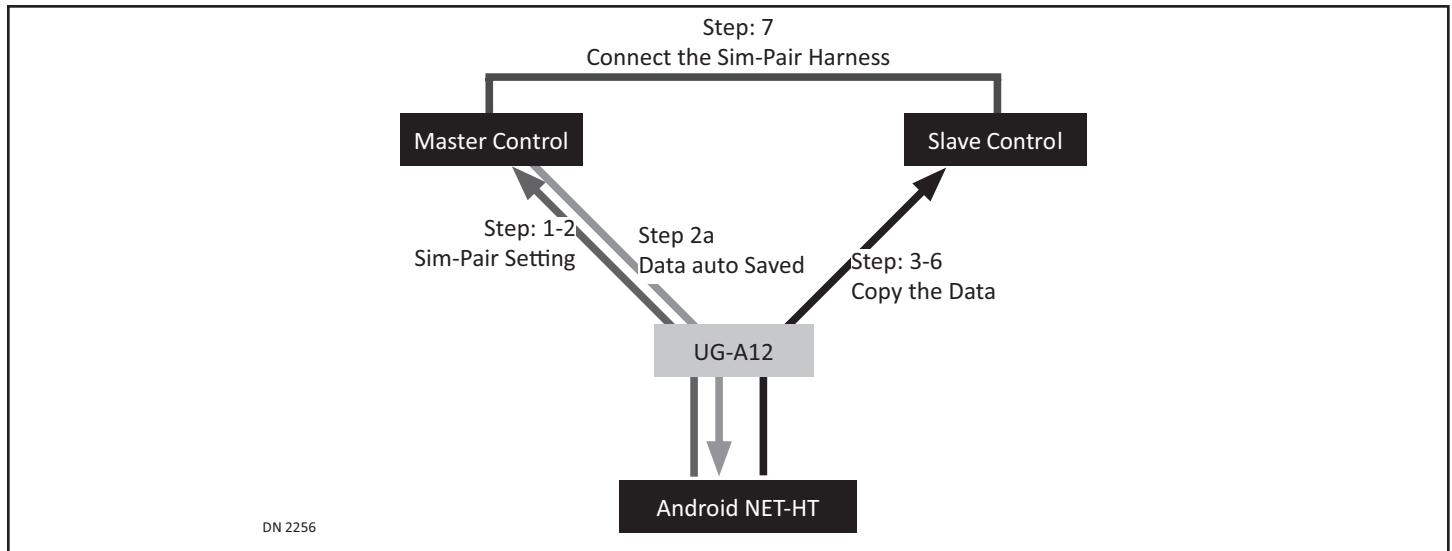 Step: 7
Connect the Sim-Pair Harness
Master Control
Slave Control
Step: 1-2
Sim-Pair Setting
Step 2a
Data auto Saved
Step: 3-6
Copy the Data
UG-A12
Android NET-HT
DN 2256